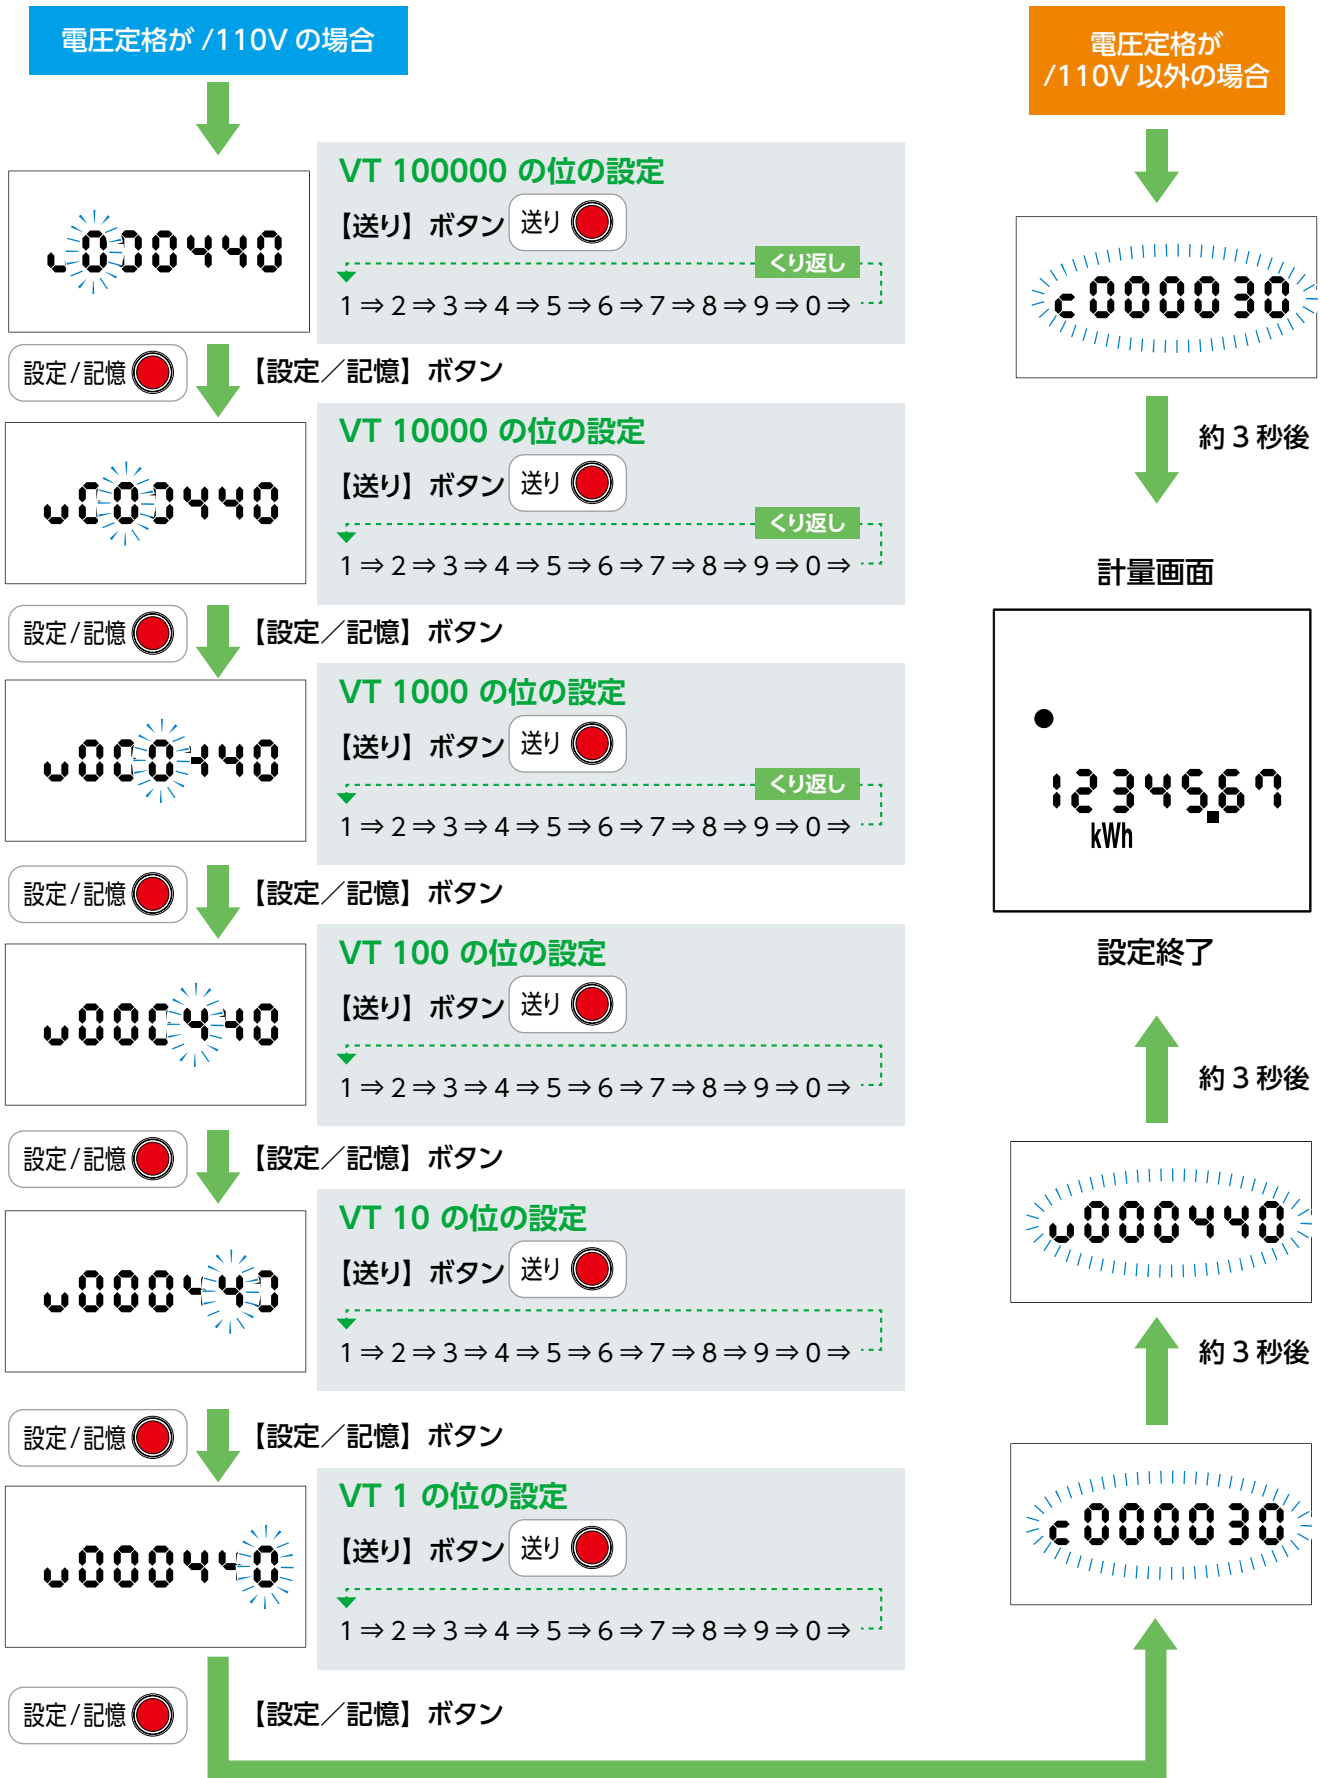 電圧定格が /110V の場合
VT 100000 の位の設定
【送り】ボタン 送り
くり返し
1⇒2⇒3⇒4⇒5⇒6⇒7⇒8⇒9⇒0⇒
u000440
設定/記憶 【設定／記憶】ボタン
VT 10000 の位の設定
【送り】ボタン 送り
くり返し
1⇒2⇒3⇒4⇒5⇒6⇒7⇒8⇒9⇒0⇒
u000440
設定/記憶 【設定／記憶】ボタン
VT 1000 の位の設定
【送り】ボタン 送り
くり返し
1⇒2⇒3⇒4⇒5⇒6⇒7⇒8⇒9⇒0⇒
u000440
設定/記憶 【設定／記憶】ボタン
VT 100 の位の設定
【送り】ボタン 送り
1⇒2⇒3⇒4⇒5⇒6⇒7⇒8⇒9⇒0⇒
u000440
設定/記憶 【設定／記憶】ボタン
VT 10 の位の設定
【送り】ボタン 送り
1⇒2⇒3⇒4⇒5⇒6⇒7⇒8⇒9⇒0⇒
u000440
設定/記憶 【設定／記憶】ボタン
VT 1 の位の設定
【送り】ボタン 送り
1⇒2⇒3⇒4⇒5⇒6⇒7⇒8⇒9⇒0⇒
u000440
設定/記憶 【設定／記憶】ボタン
電圧定格が
/110V 以外の場合
c000030
約 3 秒後
計量画面
12345.67
kWh
設定終了
約 3 秒後
u000440
約 3 秒後
c000030